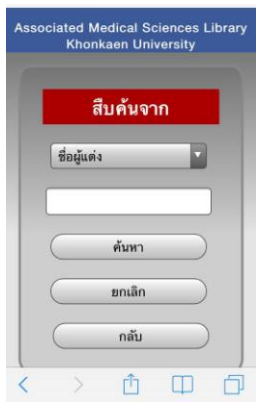 Associated Medical Sciences Library
Khonkaen University
สืบค้นจาก
ชื่อผู้แต่ง
ค้นหา
ยกเลิก
กลับ